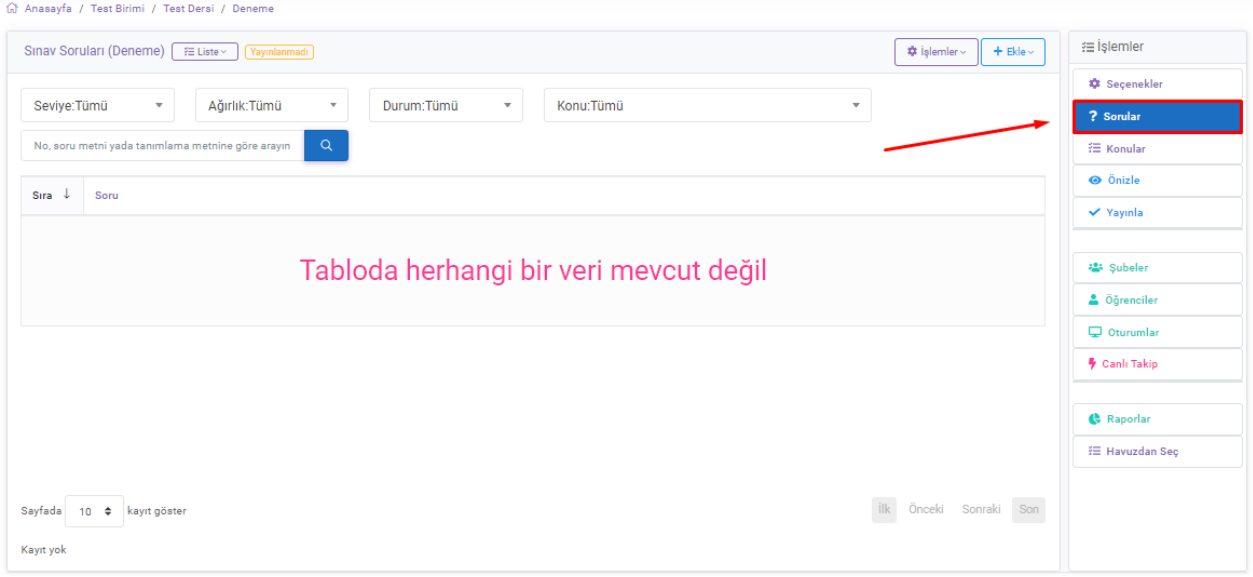 Anasayfa / Test Birimi / Test Dersi / Deneme
Sınav Soruları (Deneme) Liste Yayınlanmadı İşlemler + Ekle
Seviye:Tümü Ağırlık:Tümü Durum:Tümü Konu:Tümü
No, soru metni yada tanımlama metnine göre arayın
Sıra ↓ Soru
Tabloda herhangi bir veri mevcut değil
Sayfada 10 kayıt göster İlk Önceki Sonraki Son
Kayıt yok
İşlemler
Seçenekler
? Sorular
Konular
Önizle
Yayınla
Şubeler
Öğrenciler
Oturumlar
Canlı Takip
Raporlar
Havuzdan Seç